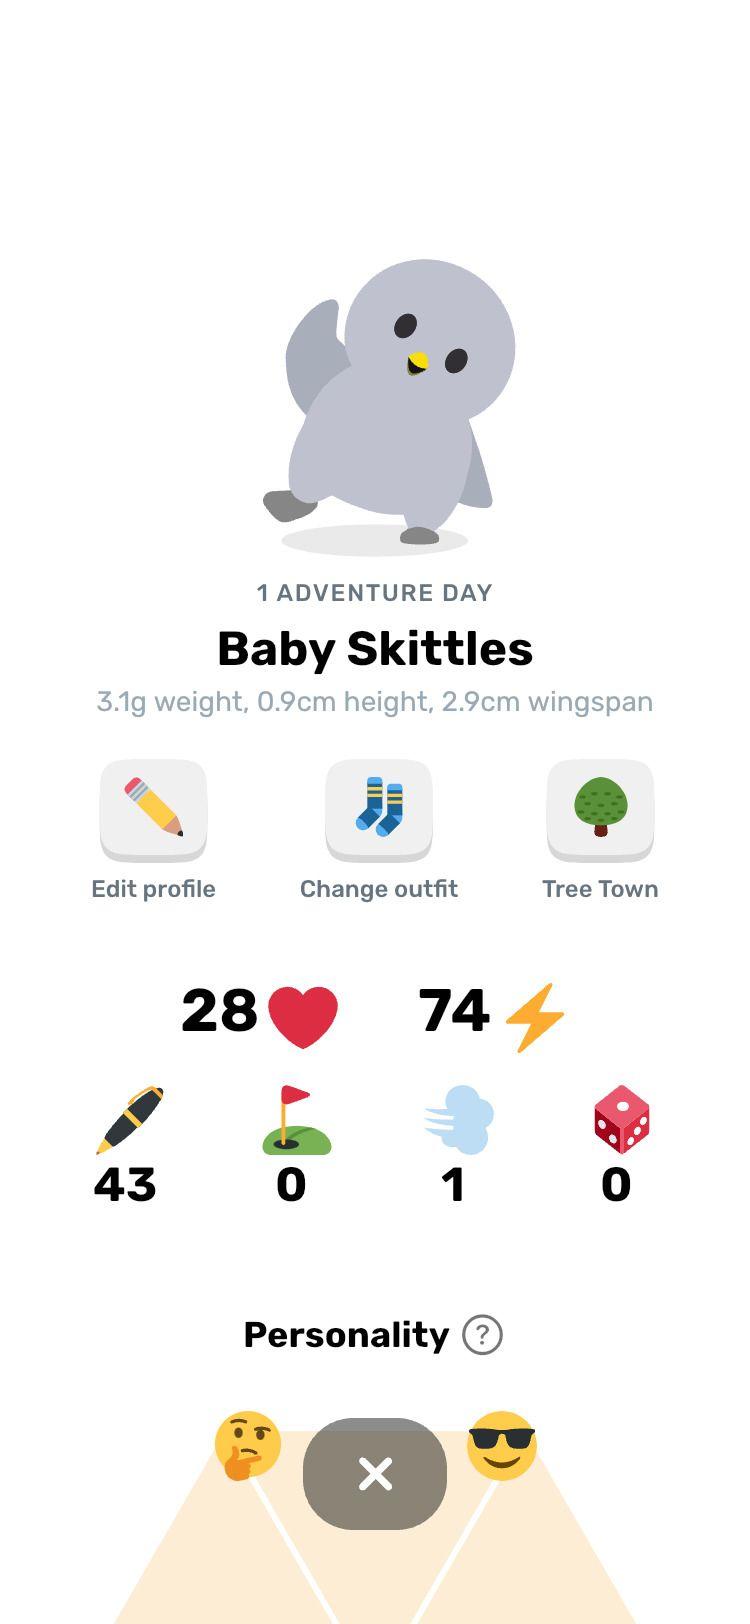 1 ADVENTURE DAY
Baby Skittles
3.1g weight, 0.9cm height, 2.9cm wingspan
Edit profile
Change outfit
Tree Town
28
74
43
0
1
0
Personality ?